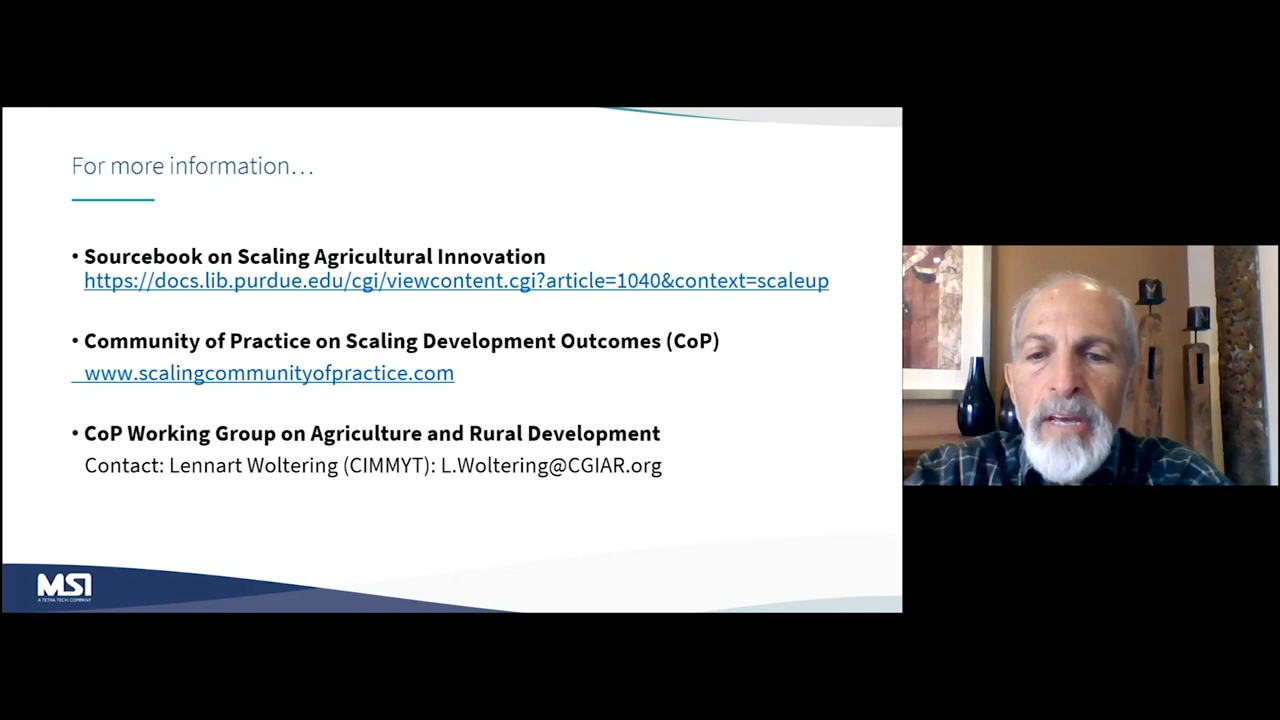 For more information…
• Sourcebook on Scaling Agricultural Innovation
https://docs.lib.purdue.edu/cgi/viewcontent.cgi?article=1040&context=scaleup
• Community of Practice on Scaling Development Outcomes (CoP)
www.scalingcommunityofpractice.com
• CoP Working Group on Agriculture and Rural Development
Contact: Lennart Woltering (CIMMYT): L.Woltering@CGIAR.org
MSI
A TETRA TECH COMPANY